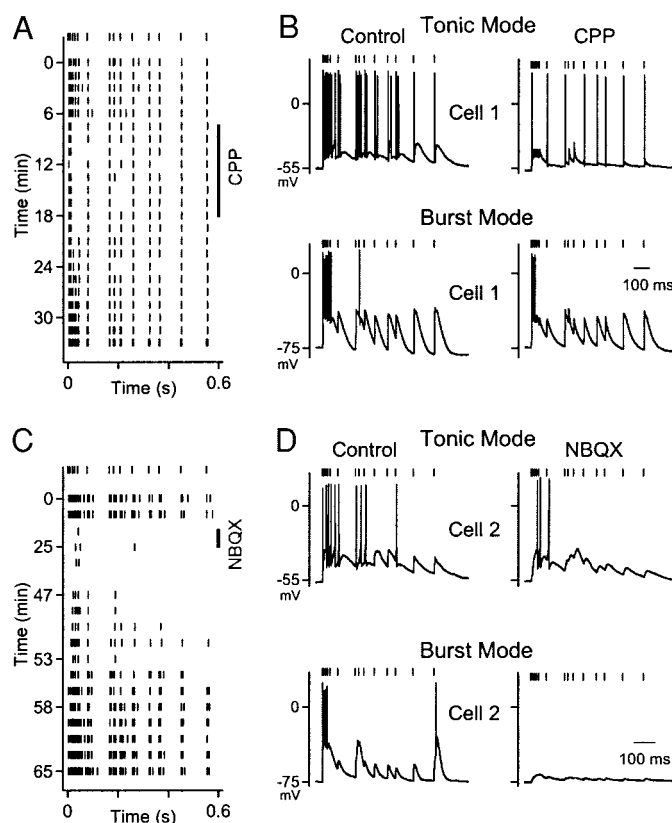 A
0
6
12
18
24
30
Time (min)
CPP
0
Time (s)
0.6
B
Tonic Mode
Control
CPP
0
-55
mV
Cell 1
Burst Mode
0
-75
mV
Cell 1
100 ms
C
0
25
47
53
58
65
Time (min)
NBQX
0
Time (s)
0.6
D
Tonic Mode
Control
NBQX
0
-55
mV
Cell 2
Burst Mode
0
-75
mV
Cell 2
100 ms